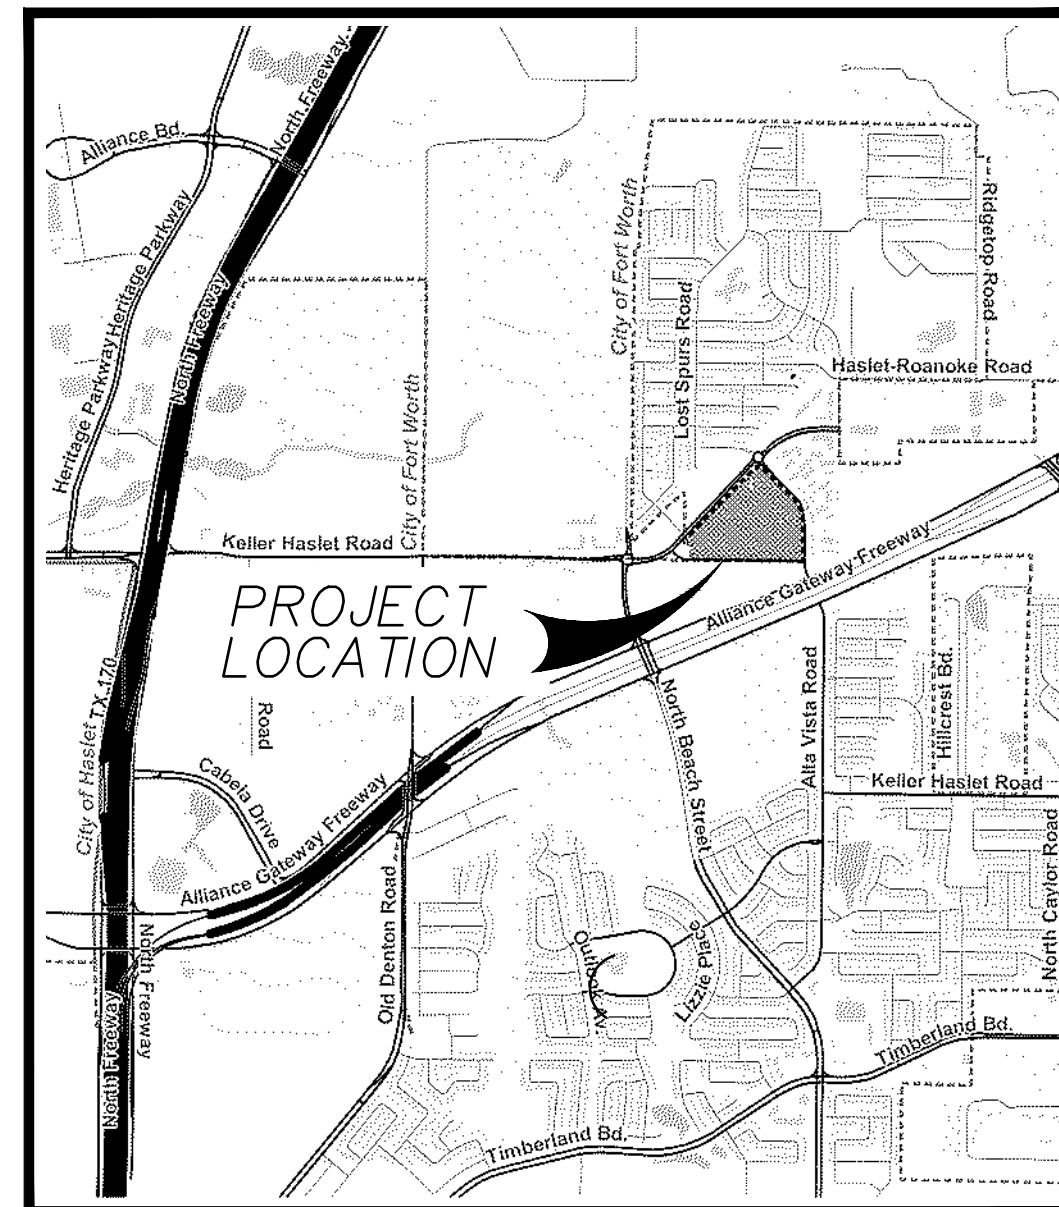 North Freeway
Alliance Bd.
Heritage Parkway
Heritage Parkway
North Freeway
City of Fort Worth
City of Fort Worth
Lost Spurs Road
Ridgetop Road
Haslet-Roanoke Road
Keller Haslet Road
PROJECT
LOCATION
Alliance Gateway Freeway
Alta Vista Road
Hillcrest Bd.
Keller Haslet Road
North Beach Street
City of Haslet
TX 170
Road
Cabela Drive
Alliance Gateway Freeway
Old Denton Road
North Freeway
North Freeway
Outlook Av
Lizzie Place
North Caylor Road
Timberland Bd.
Timberland Bd.